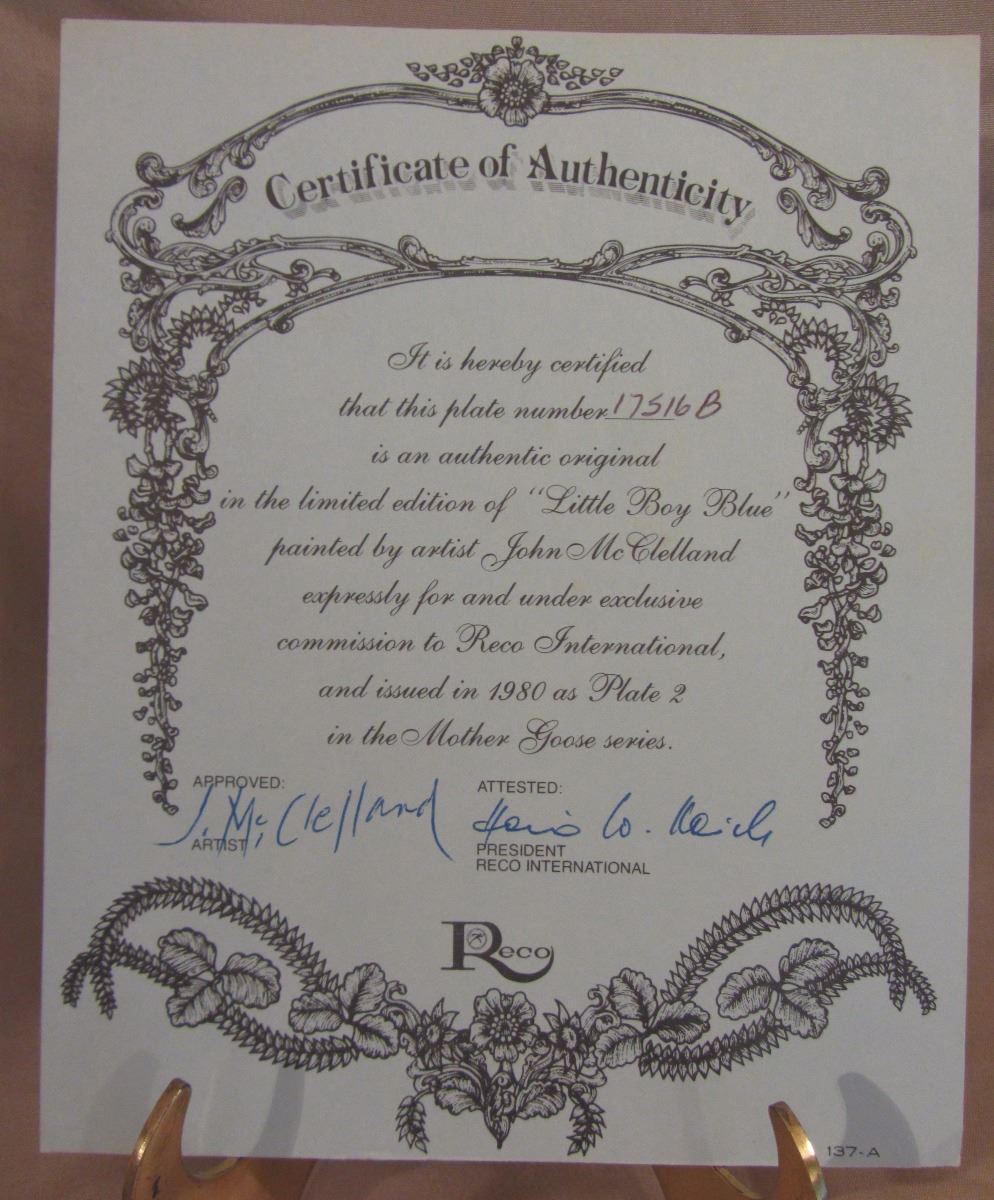 Certificate of Authenticity
It is hereby certified
that this plate number 17516 B
is an authentic original
in the limited edition of "Little Boy Blue"
painted by artist John McClelland
expressly for and under exclusive
commission to Reco International,
and issued in 1980 as Plate 2
in the Mother Goose series.
APPROVED:
J. McClelland
ARTIST
ATTESTED:
W.
PRESIDENT
RECO INTERNATIONAL
Reco
137-A